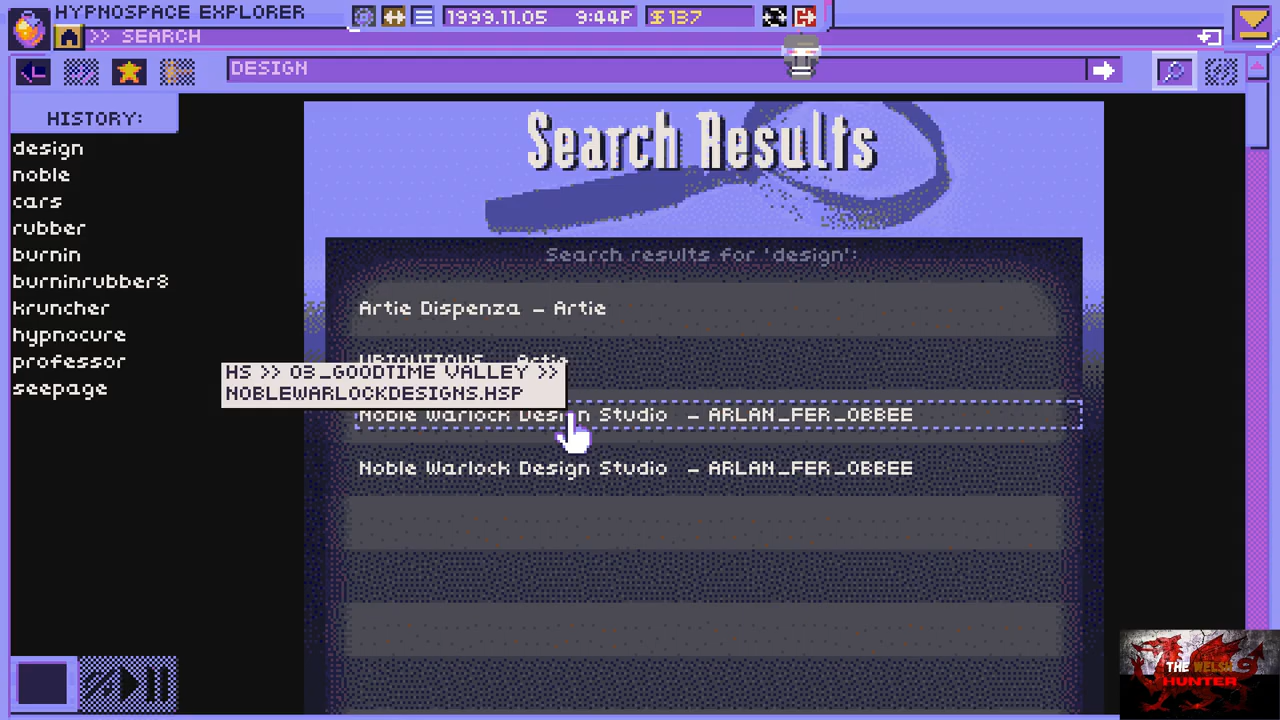 HYPNOSPACE EXPLORER
1999.11.05 9:44P 137
>> SEARCH
DESIGN
HISTORY:
design
noble
cars
rubber
burnin
burninrubber8
kruncher
hypnocure
professor
seepage
Search Results
Search results for 'design':
Artie Dispenza – Artie
UBIQUITOUS – Artie
HS >> 03_GOODTIME VALLEY >>
NOBLEWARLOCKDESIGNS.HSP
Noble Warlock Design Studio – ARLAN_FER_OBBEE
Noble Warlock Design Studio – ARLAN_FER_OBBEE
THE WELSH
HUNTER